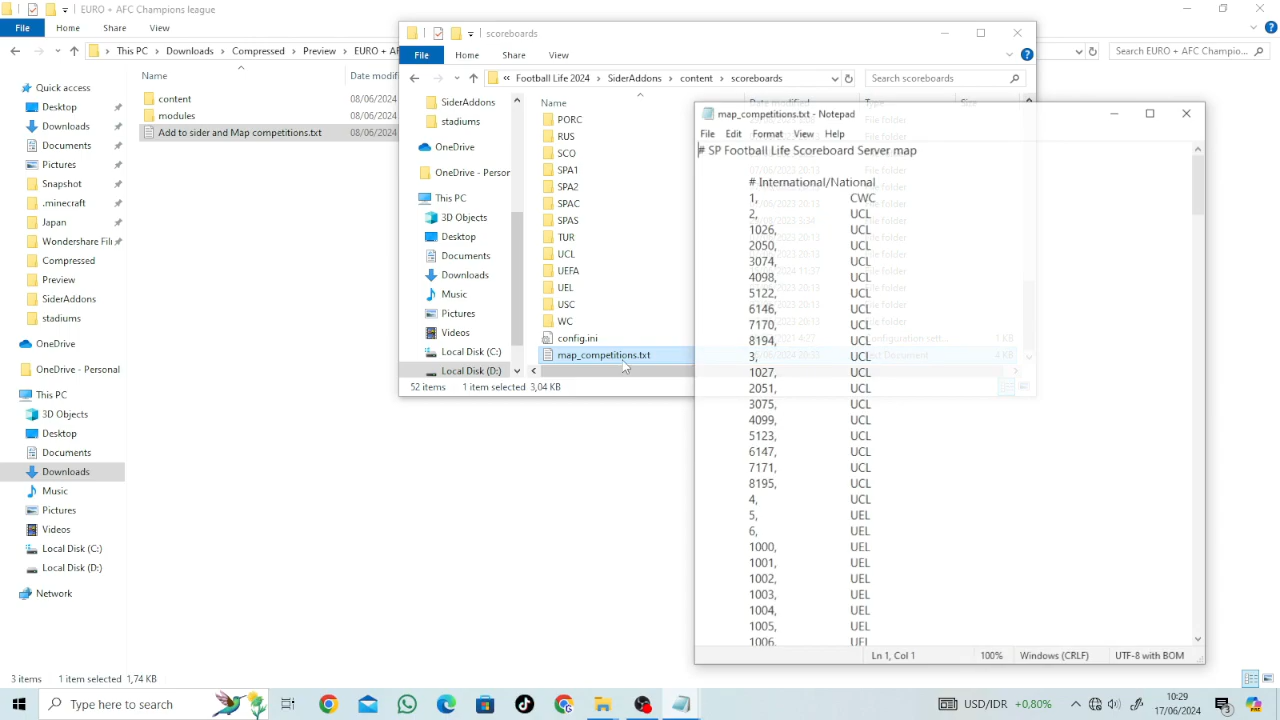 EURO + AFC Champions league
File
Home
Share
View
This PC
Downloads
Compressed
Preview
EURO + AF
Search EURO + AFC Champio...
Name
Date modifi
content
08/06/2024
modules
08/06/2024
Add to sider and Map competitions.txt
08/06/2024
Quick access
Desktop
Downloads
Documents
Pictures
Snapshot
.minecraft
Japan
Wondershare Fil
Compressed
Preview
SiderAddons
stadiums
OneDrive
OneDrive - Personal
This PC
3D Objects
Desktop
Documents
Downloads
Music
Pictures
Videos
Local Disk (C:)
Local Disk (D:)
Network
3 items
1 item selected 1,74 KB
scoreboards
File
Home
Share
View
« Football Life 2024
SiderAddons
content
scoreboards
Search scoreboards
SiderAddons
stadiums
OneDrive
OneDrive - Person
This PC
3D Objects
Desktop
Documents
Downloads
Music
Pictures
Videos
Local Disk (C:)
Local Disk (D:)
Name
Date modified
Type
Size
PORC
RUS
SCO
SPA1
SPA2
SPAC
SPAS
TUR
UCL
UEFA
UEL
USC
WC
config.ini
map_competitions.txt
52 items
1 item selected 3,04 KB
map_competitions.txt - Notepad
File
Edit
Format
View
Help
# SP Football Life Scoreboard Server map
# International/National
1, CWC
2, UCL
1026, UCL
2050, UCL
3074, UCL
4098, UCL
5122, UCL
6146, UCL
7170, UCL
8194, UCL
3, UCL
1027, UCL
2051, UCL
3075, UCL
4099, UCL
5123, UCL
6147, UCL
7171, UCL
8195, UCL
4, UCL
5, UEL
6, UEL
1000, UEL
1001, UEL
1002, UEL
1003, UEL
1004, UEL
1005, UEL
1006, UEL
Ln 1, Col 1
100%
Windows (CRLF)
UTF-8 with BOM
Type here to search
USD/IDR +0,80%
10:29
17/06/2024
3